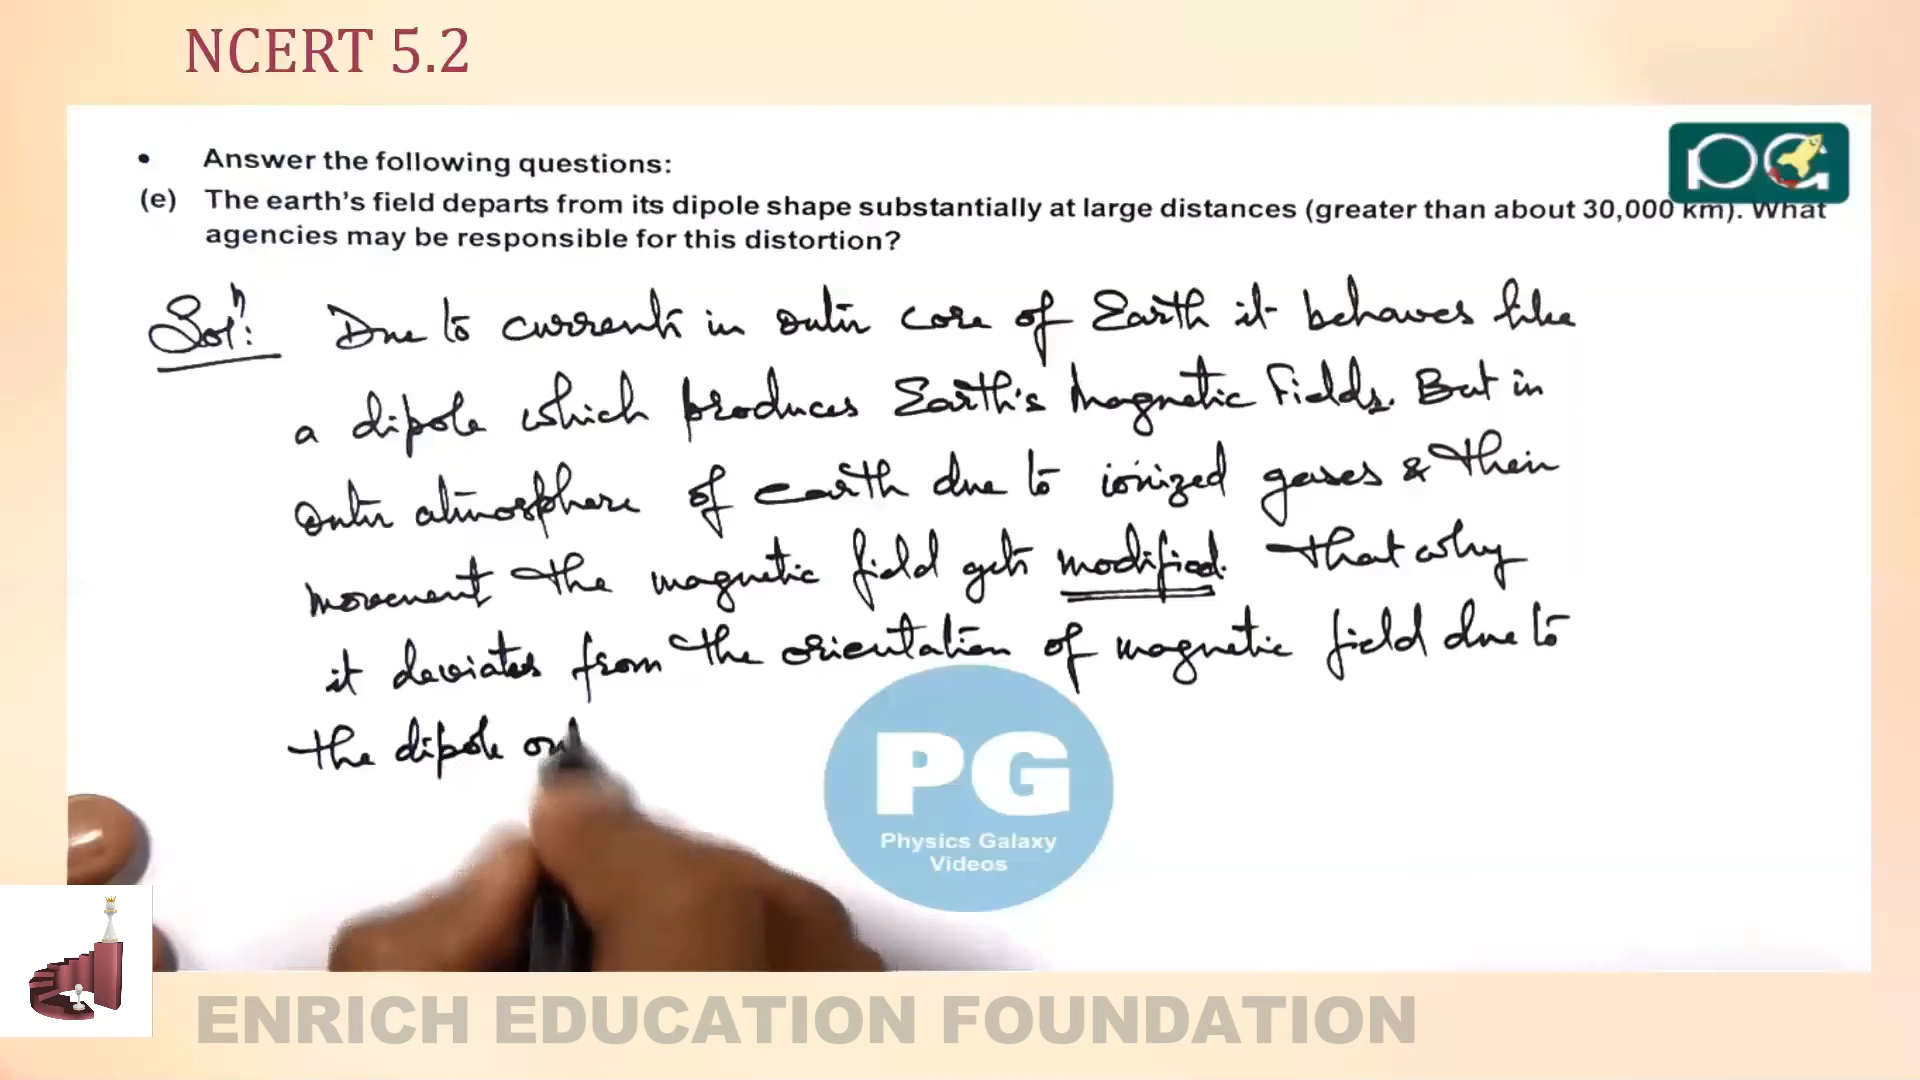 NCERT 5.2
• Answer the following questions:
(e) The earth's field departs from its dipole shape substantially at large distances (greater than about 30,000 km). What
agencies may be responsible for this distortion?
Solⁿ: Due to currents in outer core of Earth it behaves like
a dipole which produces Earth's Magnetic Fields. But in
outer atmosphere of earth due to ionized gases & their
movement the magnetic field gets modified. That why
it deviates from the orientation of magnetic field due to
the dipole on
PG
Physics Galaxy
Videos
ENRICH EDUCATION FOUNDATION